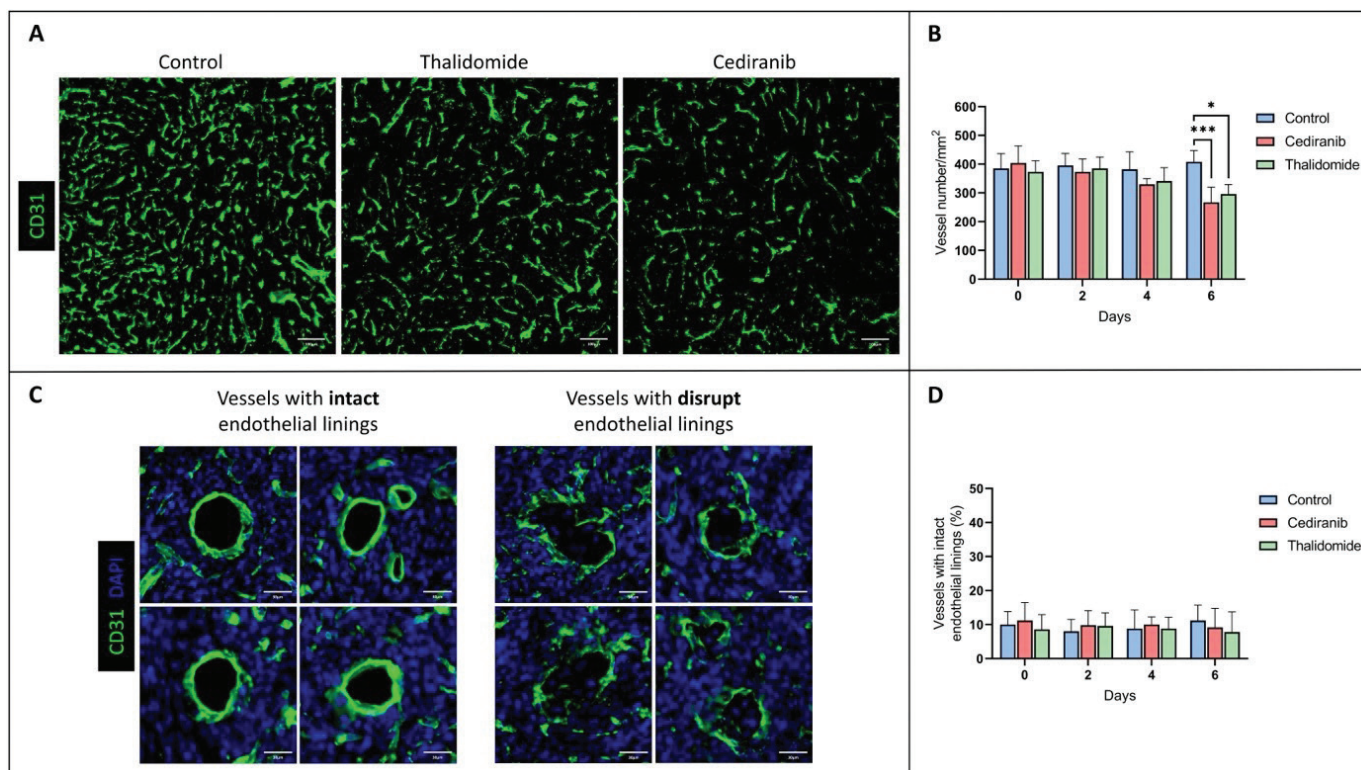 A
Control
Thalidomide
Cediranib
CD31
B
600
500
400
300
200
100
0
Vessel number/mm²
*
***
0 2 4 6
Days
Control
Cediranib
Thalidomide
C
Vessels with intact
endothelial linings
Vessels with disrupt
endothelial linings
CD31 DAPI
D
50
40
30
20
10
0
Vessels with intact
endothelial linings (%)
0 2 4 6
Days
Control
Cediranib
Thalidomide